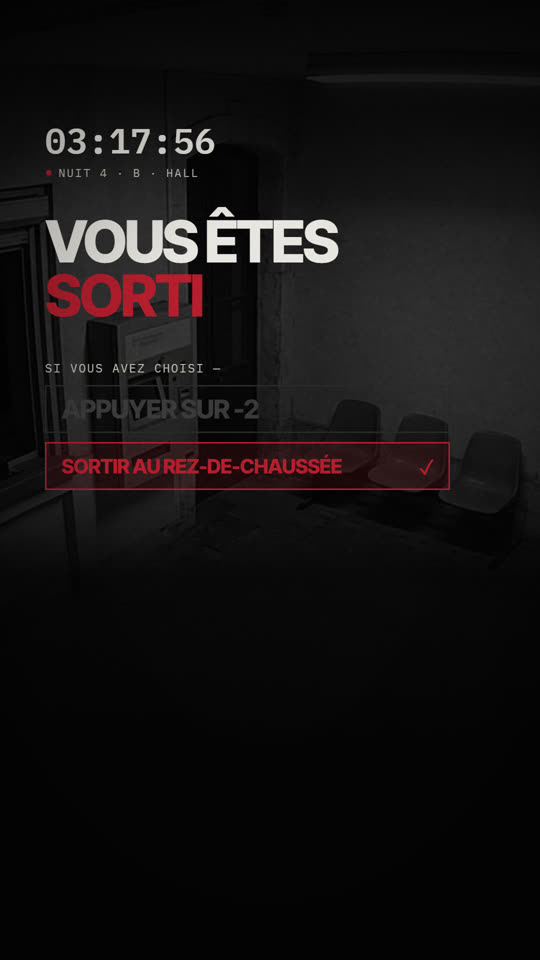 03:17:56
NUIT 4 · B · HALL
VOUS ÊTES
SORTI
SI VOUS AVEZ CHOISI —
APPUYER SUR -2
SORTIR AU REZ-DE-CHAUSSÉE ✓